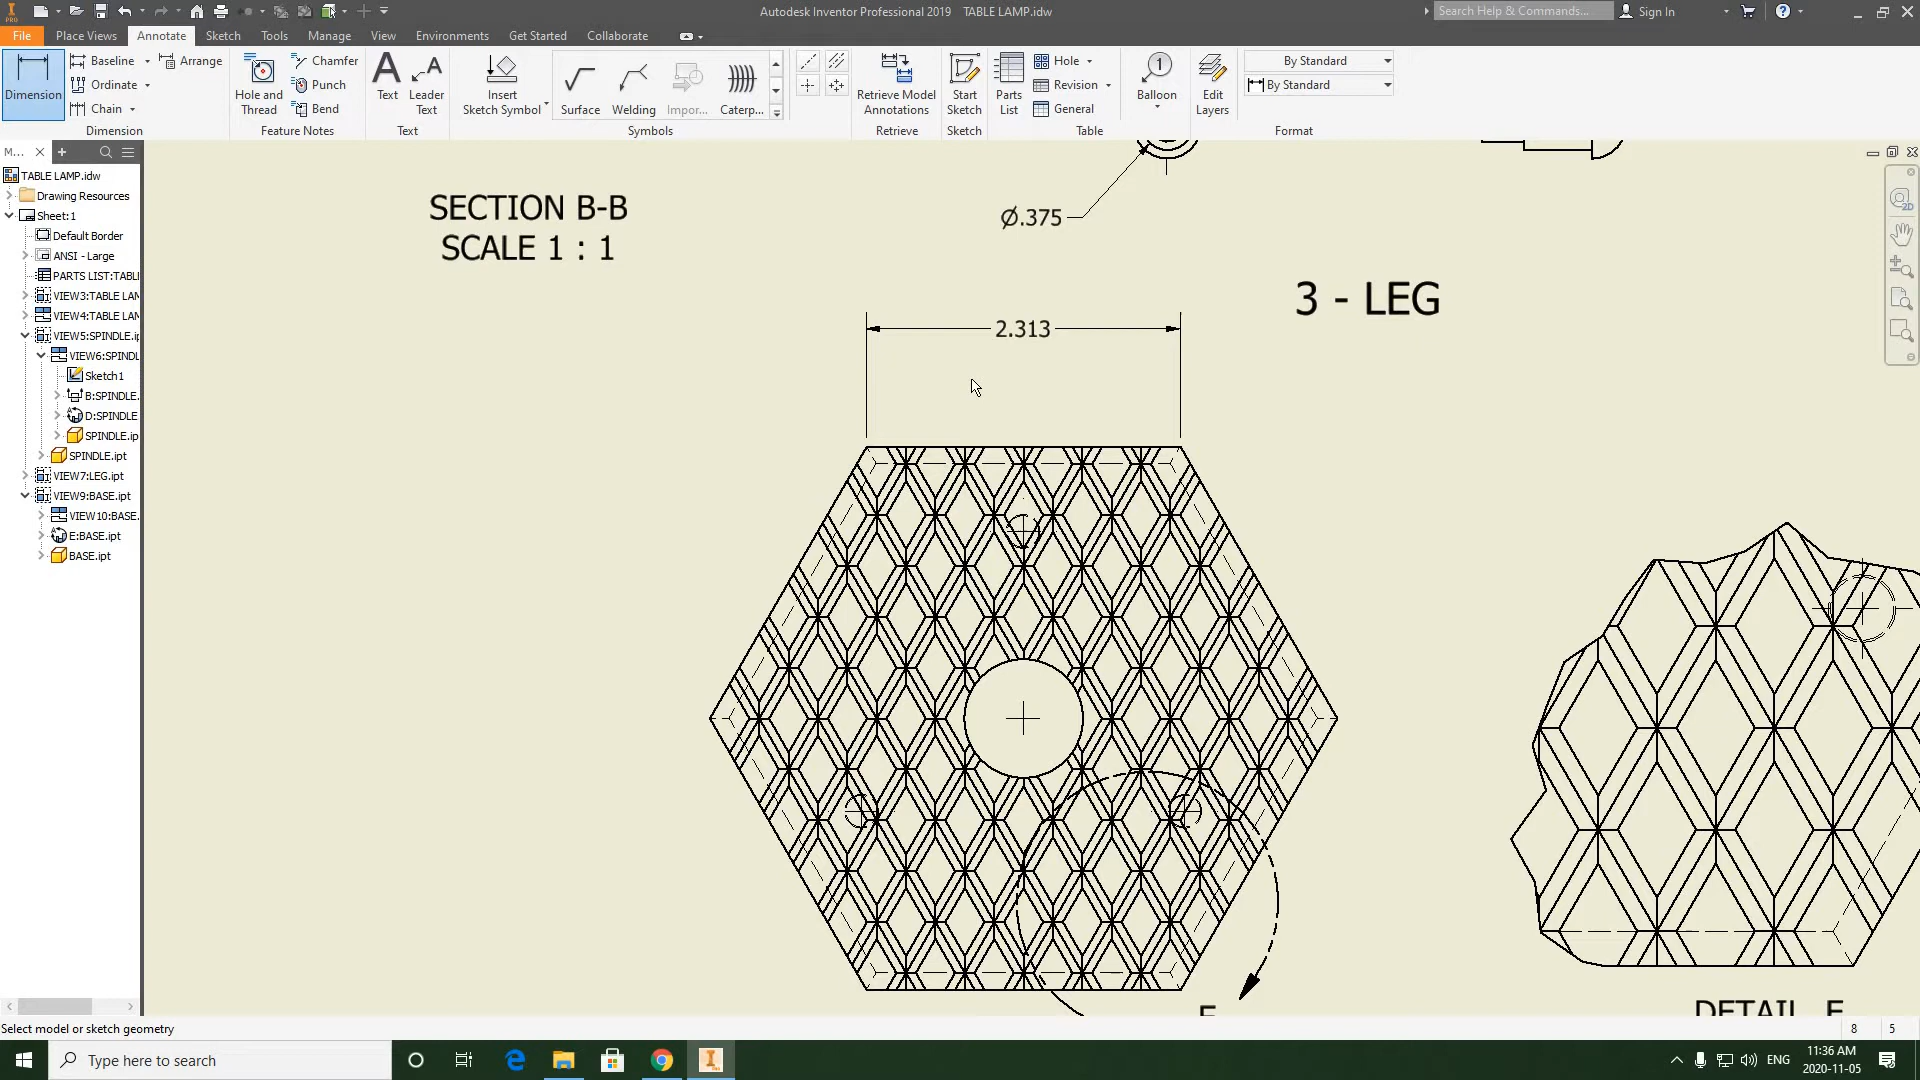 Autodesk Inventor Professional 2019 TABLE LAMP.idw
Search Help & Commands...
Sign In
PRO
File Place Views Annotate Sketch Tools Manage View Environments Get Started Collaborate
Dimension
Baseline
Ordinate
Chain
Arrange
Dimension
Hole and Thread
Chamfer
Punch
Bend
Feature Notes
A Text
A Leader Text
Text
Insert Sketch Symbol
Surface
Welding
Impor...
Caterp...
Symbols
Retrieve Model Annotations
Retrieve
Start Sketch
Sketch
Parts List
Hole
Revision
General
1
Balloon
Table
Edit Layers
By Standard
By Standard
Format
M...
TABLE LAMP.idw
Drawing Resources
Sheet:1
Default Border
ANSI - Large
PARTS LIST:TABL
VIEW3:TABLE LAM
VIEW4:TABLE LAM
VIEW5:SPINDLE.ip
VIEW6:SPINDL
Sketch1
B:SPINDLE.
D:SPINDLE
SPINDLE.ip
SPINDLE.ipt
VIEW7:LEG.ipt
VIEW9:BASE.ipt
VIEW10:BASE.
E:BASE.ipt
BASE.ipt
SECTION B-B
SCALE 1 : 1
Ø.375
3 - LEG
2.313
2D
Select model or sketch geometry
8 5
Type here to search
ENG
11:36 AM
2020-11-05